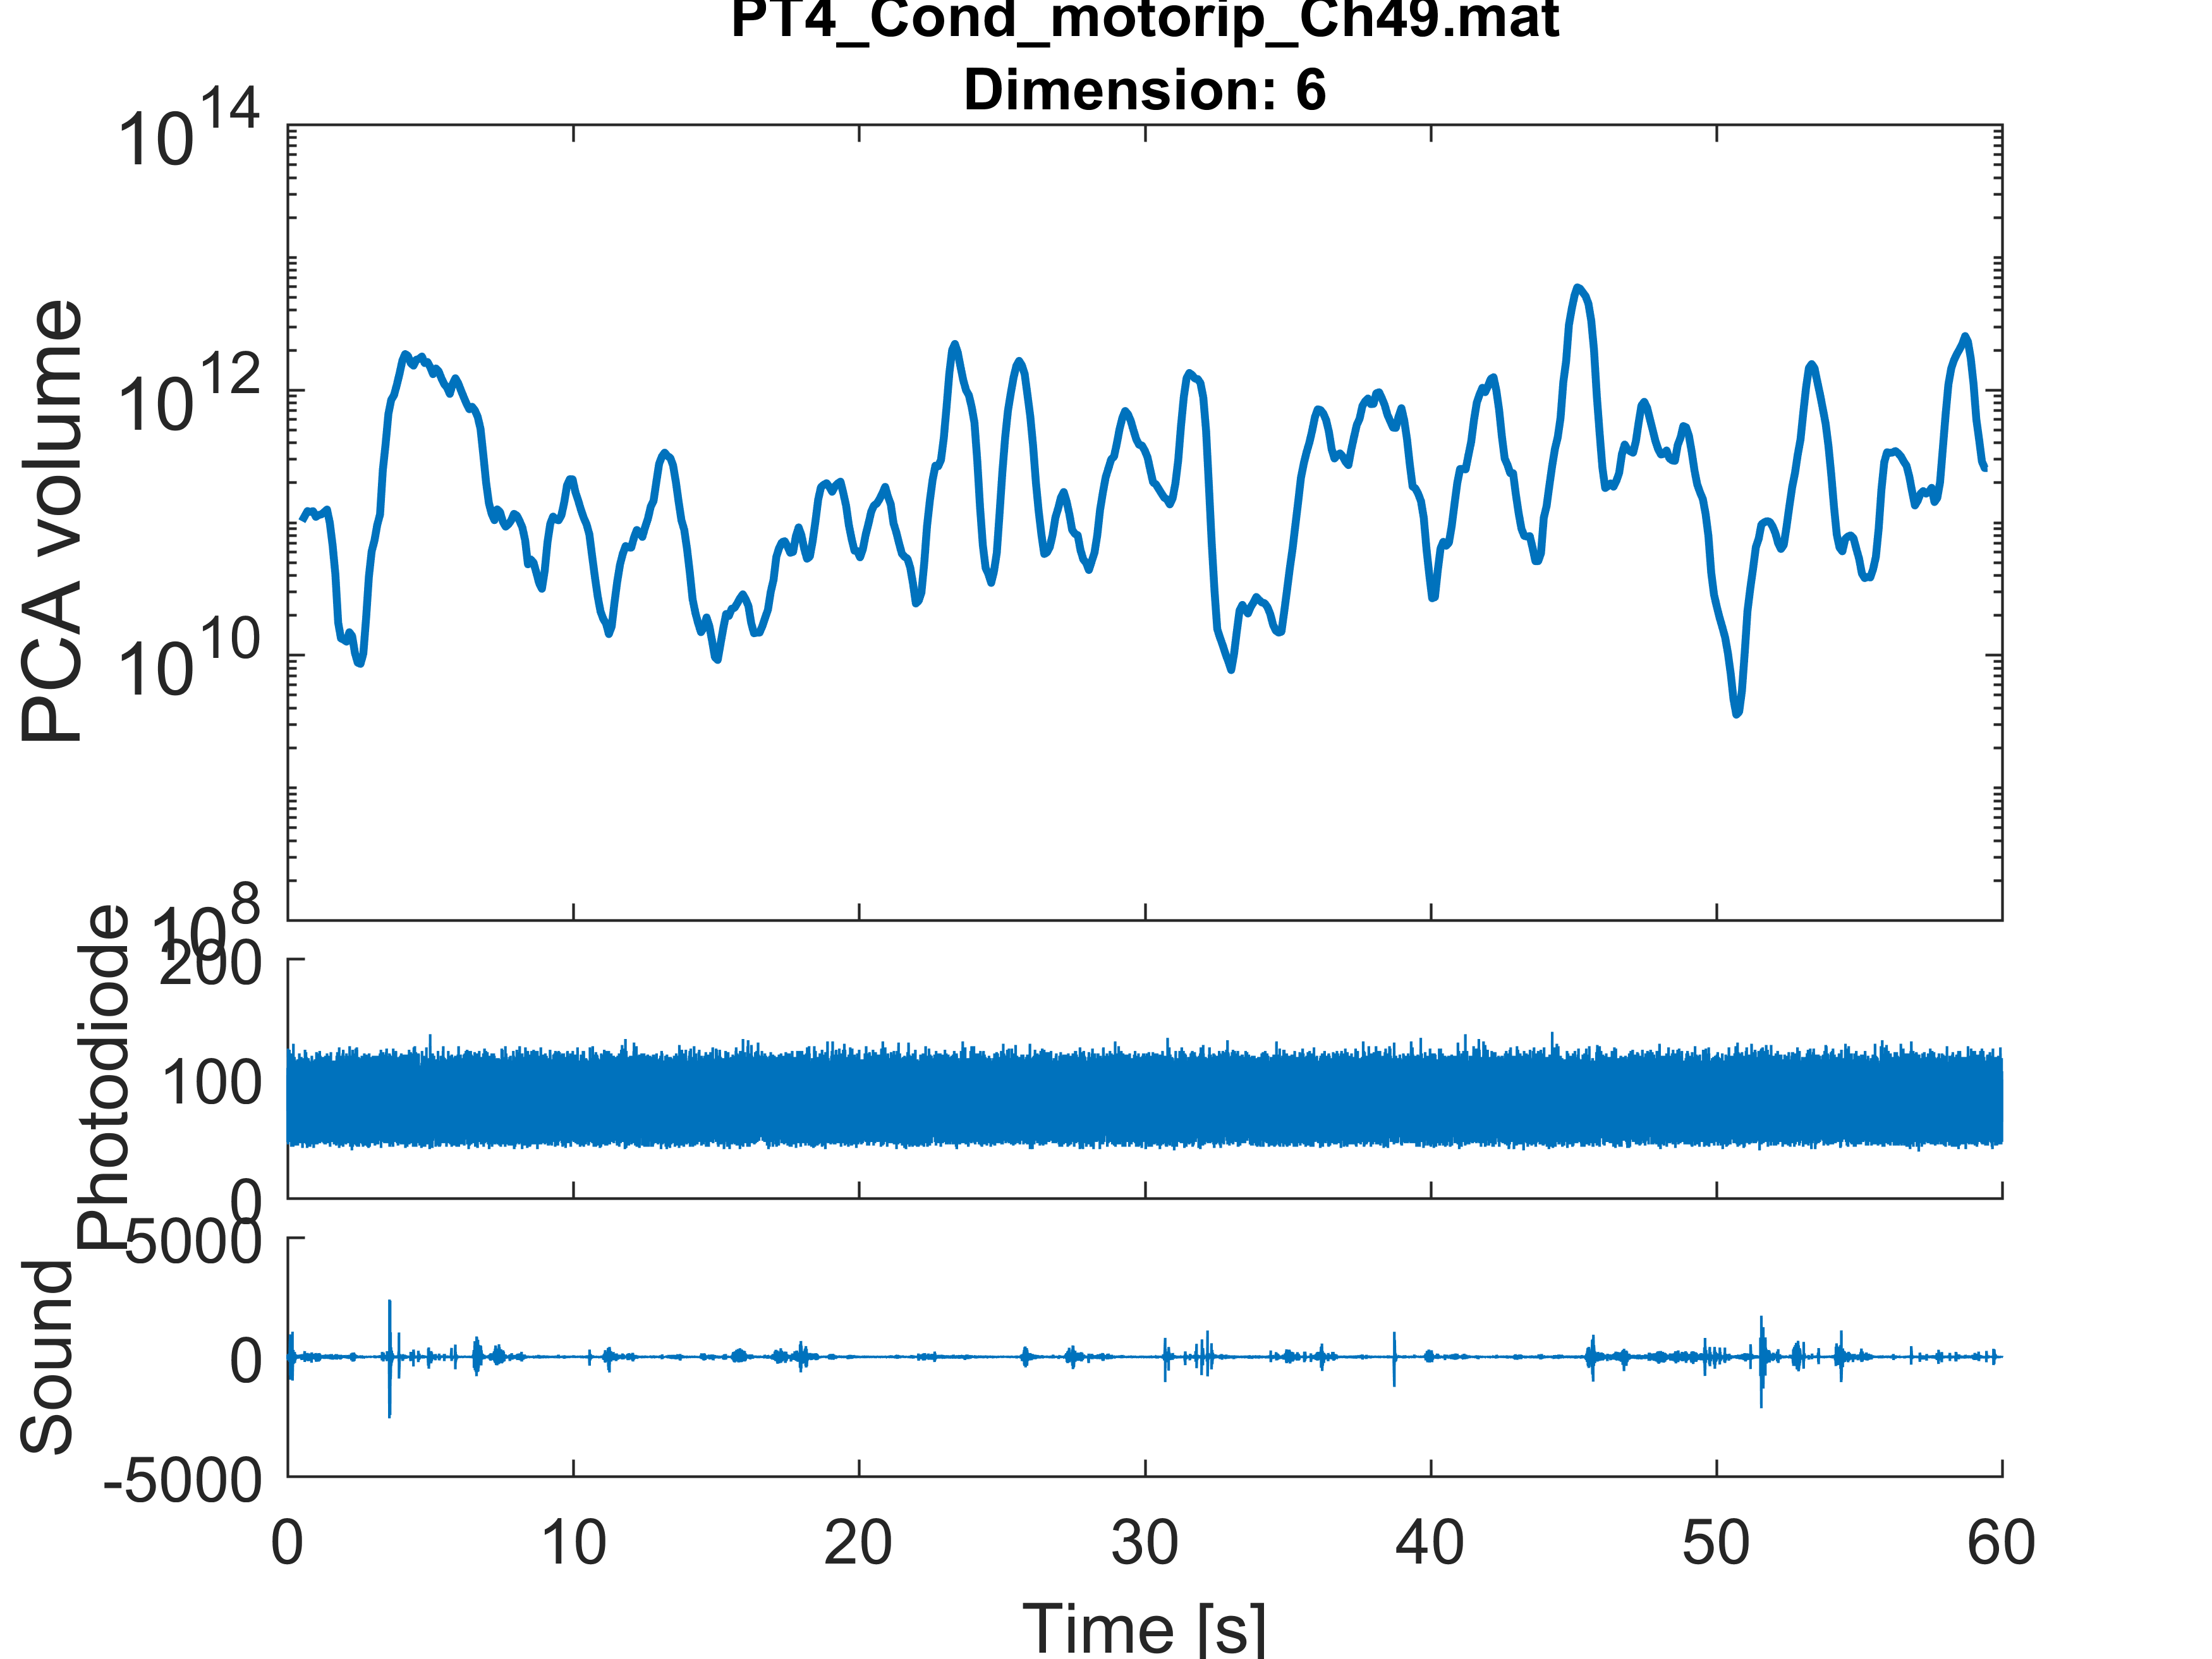 PT4_Cond_motorip_Ch49.mat
Dimension: 6
PCA volume
10^14
10^12
10^10
10^8
Photodiode
200
100
0
Sound
5000
0
-5000
0 10 20 30 40 50 60
Time [s]